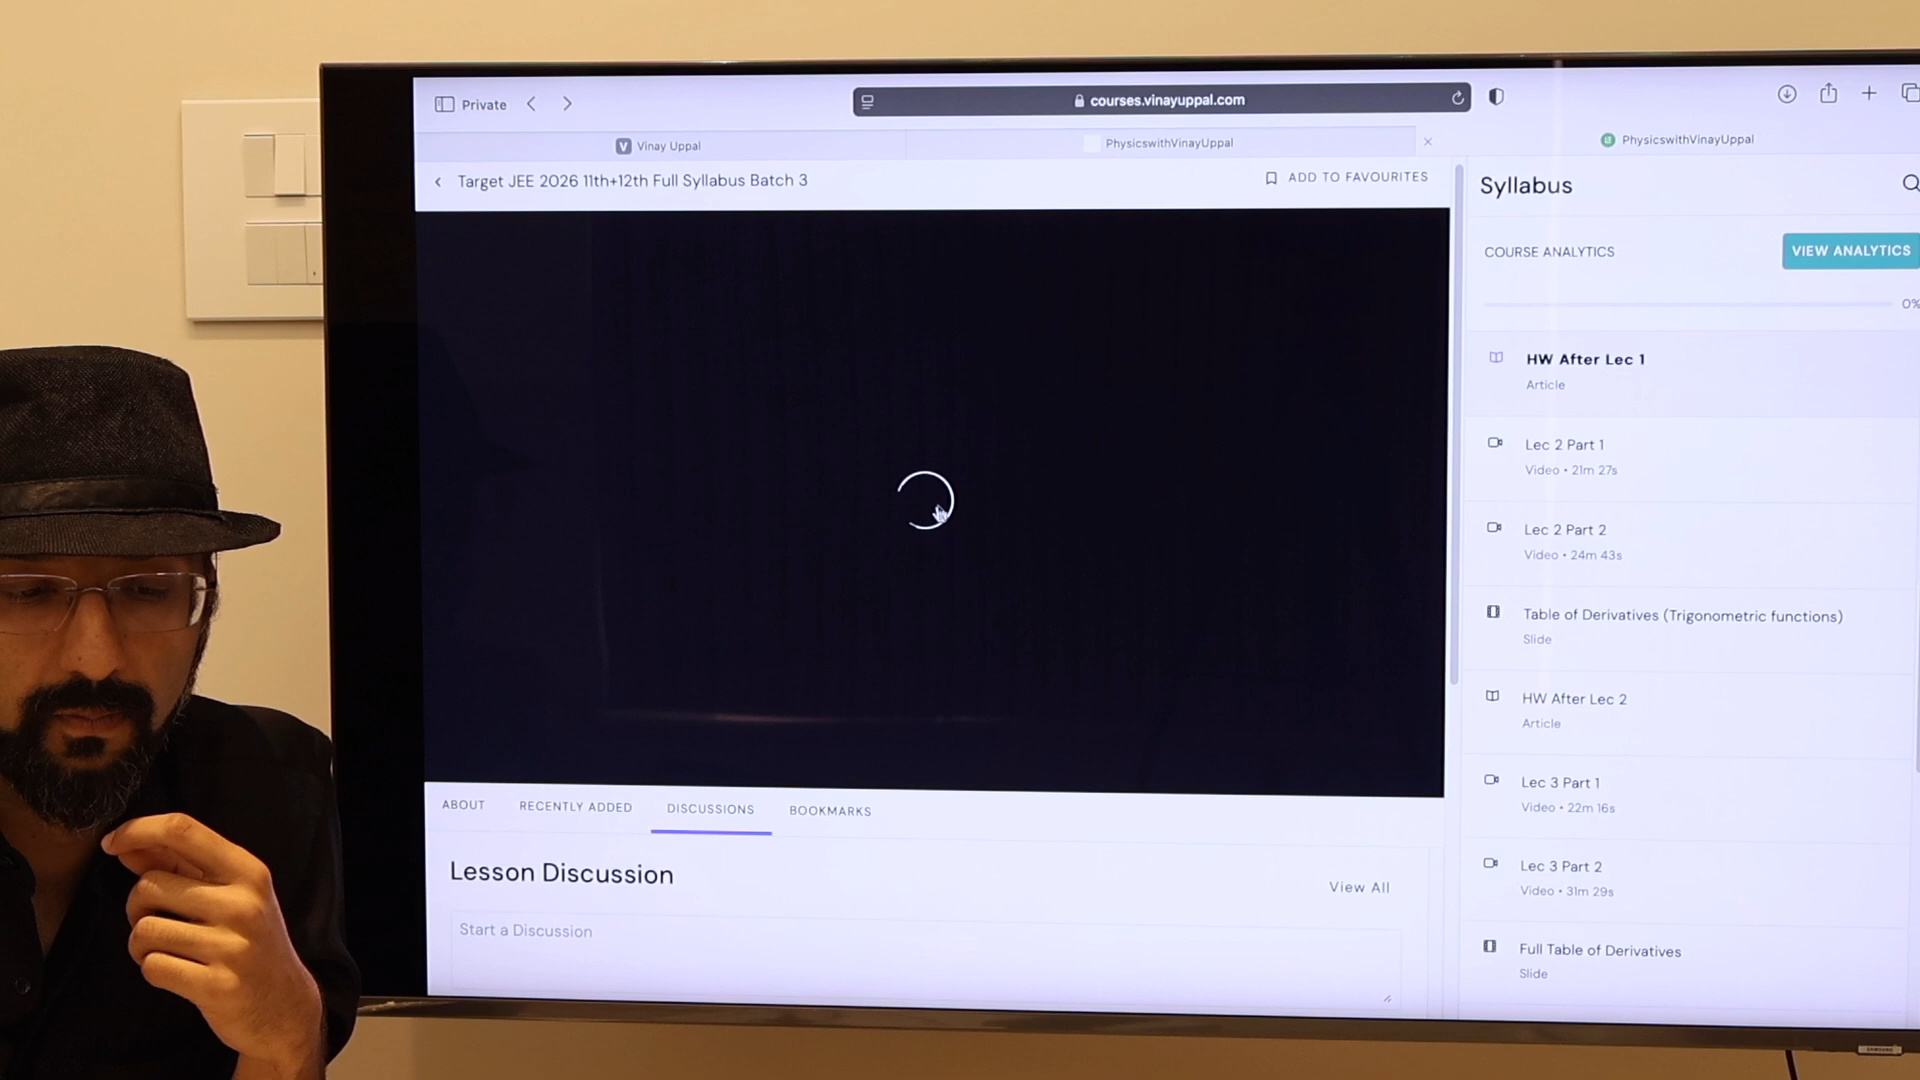 Private
courses.vinayuppal.com
V Vinay Uppal
PhysicswithVinayUppal
PhysicswithVinayUppal
Target JEE 2026 11th+12th Full Syllabus Batch 3
ADD TO FAVOURITES
Syllabus
COURSE ANALYTICS
VIEW ANALYTICS
0%
HW After Lec 1
Article
Lec 2 Part 1
Video • 21m 27s
Lec 2 Part 2
Video • 24m 43s
Table of Derivatives (Trigonometric functions)
Slide
HW After Lec 2
Article
Lec 3 Part 1
Video • 22m 16s
Lec 3 Part 2
Video • 31m 29s
Full Table of Derivatives
Slide
ABOUT
RECENTLY ADDED
DISCUSSIONS
BOOKMARKS
Lesson Discussion
View All
Start a Discussion
SAMSUNG